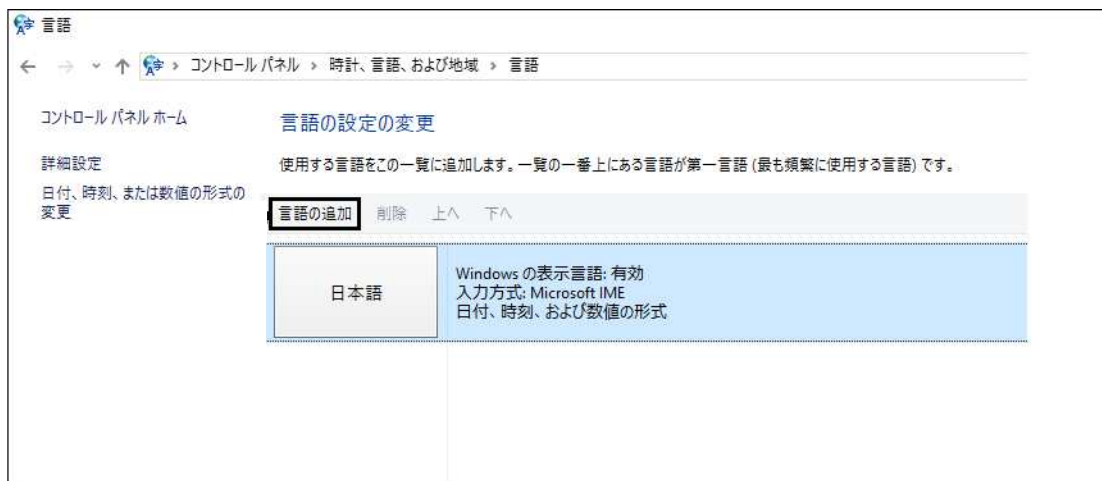 言語
コントロール パネル › 時計、言語、および地域 › 言語
コントロール パネル ホーム
詳細設定
日付、時刻、または数値の形式の
変更
言語の設定の変更
使用する言語をこの一覧に追加します。一覧の一番上にある言語が第一言語 (最も頻繁に使用する言語) です。
言語の追加 削除 上へ 下へ
日本語
Windows の表示言語: 有効
入力方式: Microsoft IME
日付、時刻、および数値の形式